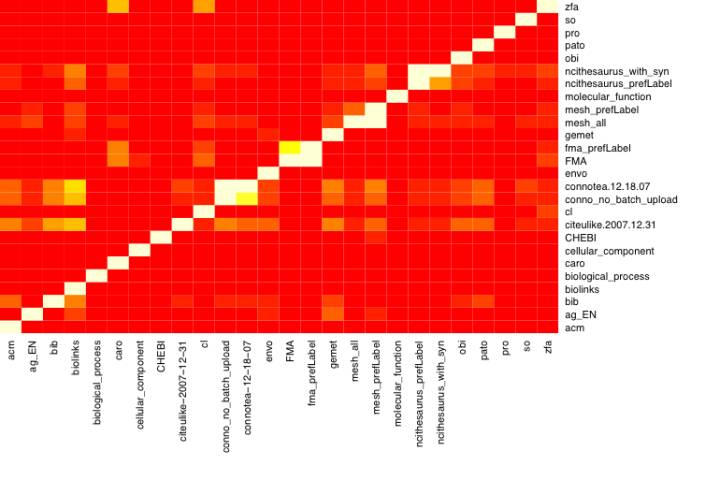 zfa
so
pro
pato
obi
ncithesaurus_with_syn
ncithesaurus_prefLabel
molecular_function
mesh_prefLabel
mesh_all
gemet
fma_prefLabel
FMA
envo
connotea.12.18.07
conno_no_batch_upload
cl
citeulike.2007.12.31
CHEBI
cellular_component
caro
biological_process
biolinks
bib
ag_EN
acm
acm
ag_EN
bib
biolinks
biological_process
caro
cellular_component
CHEBI
citeulike-2007-12-31
cl
conno_no_batch_upload
connotea-12-18-07
envo
FMA
fma_prefLabel
gemet
mesh_all
mesh_prefLabel
molecular_function
ncithesaurus_prefLabel
ncithesaurus_with_syn
obi
pato
pro
so
zfa